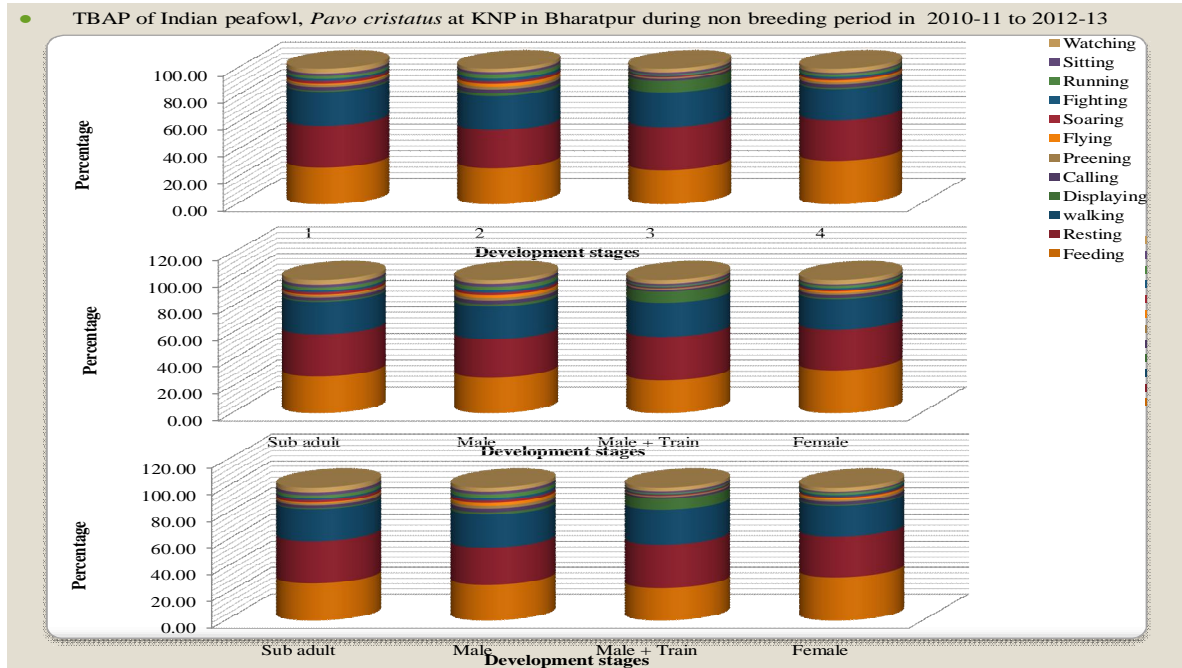 TBAP of Indian peafowl, Pavo cristatus at KNP in Bharatpur during non breeding period in 2010-11 to 2012-13
Percentage
100.00
80.00
60.00
40.00
20.00
0.00
1 2 3 4
Development stages
Percentage
120.00
100.00
80.00
60.00
40.00
20.00
0.00
Sub adult Male Male + Train Female
Development stages
Percentage
120.00
100.00
80.00
60.00
40.00
20.00
0.00
Sub adult Male Male + Train Female
Development stages
Watching
Sitting
Running
Fighting
Soaring
Flying
Preening
Calling
Displaying
walking
Resting
Feeding